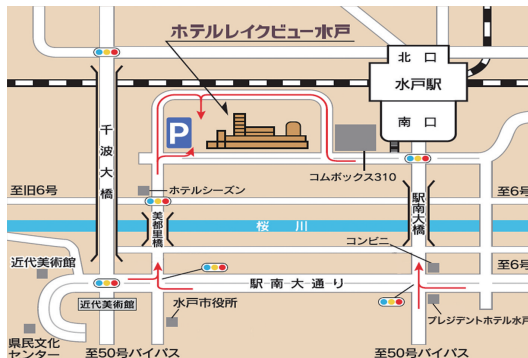 ホテルレイクビュー水戸
北口
水戸駅
南口
P
千波大橋
コムボックス310
至旧6号
ホテルシーズン
至6号
美都里橋
桜川
駅南大橋
コンビニ
近代美術館
至6号
駅南大通り
近代美術館
水戸市役所
プレジデントホテル水戸
県民文化
センター
至50号バイパス
至50号バイパス